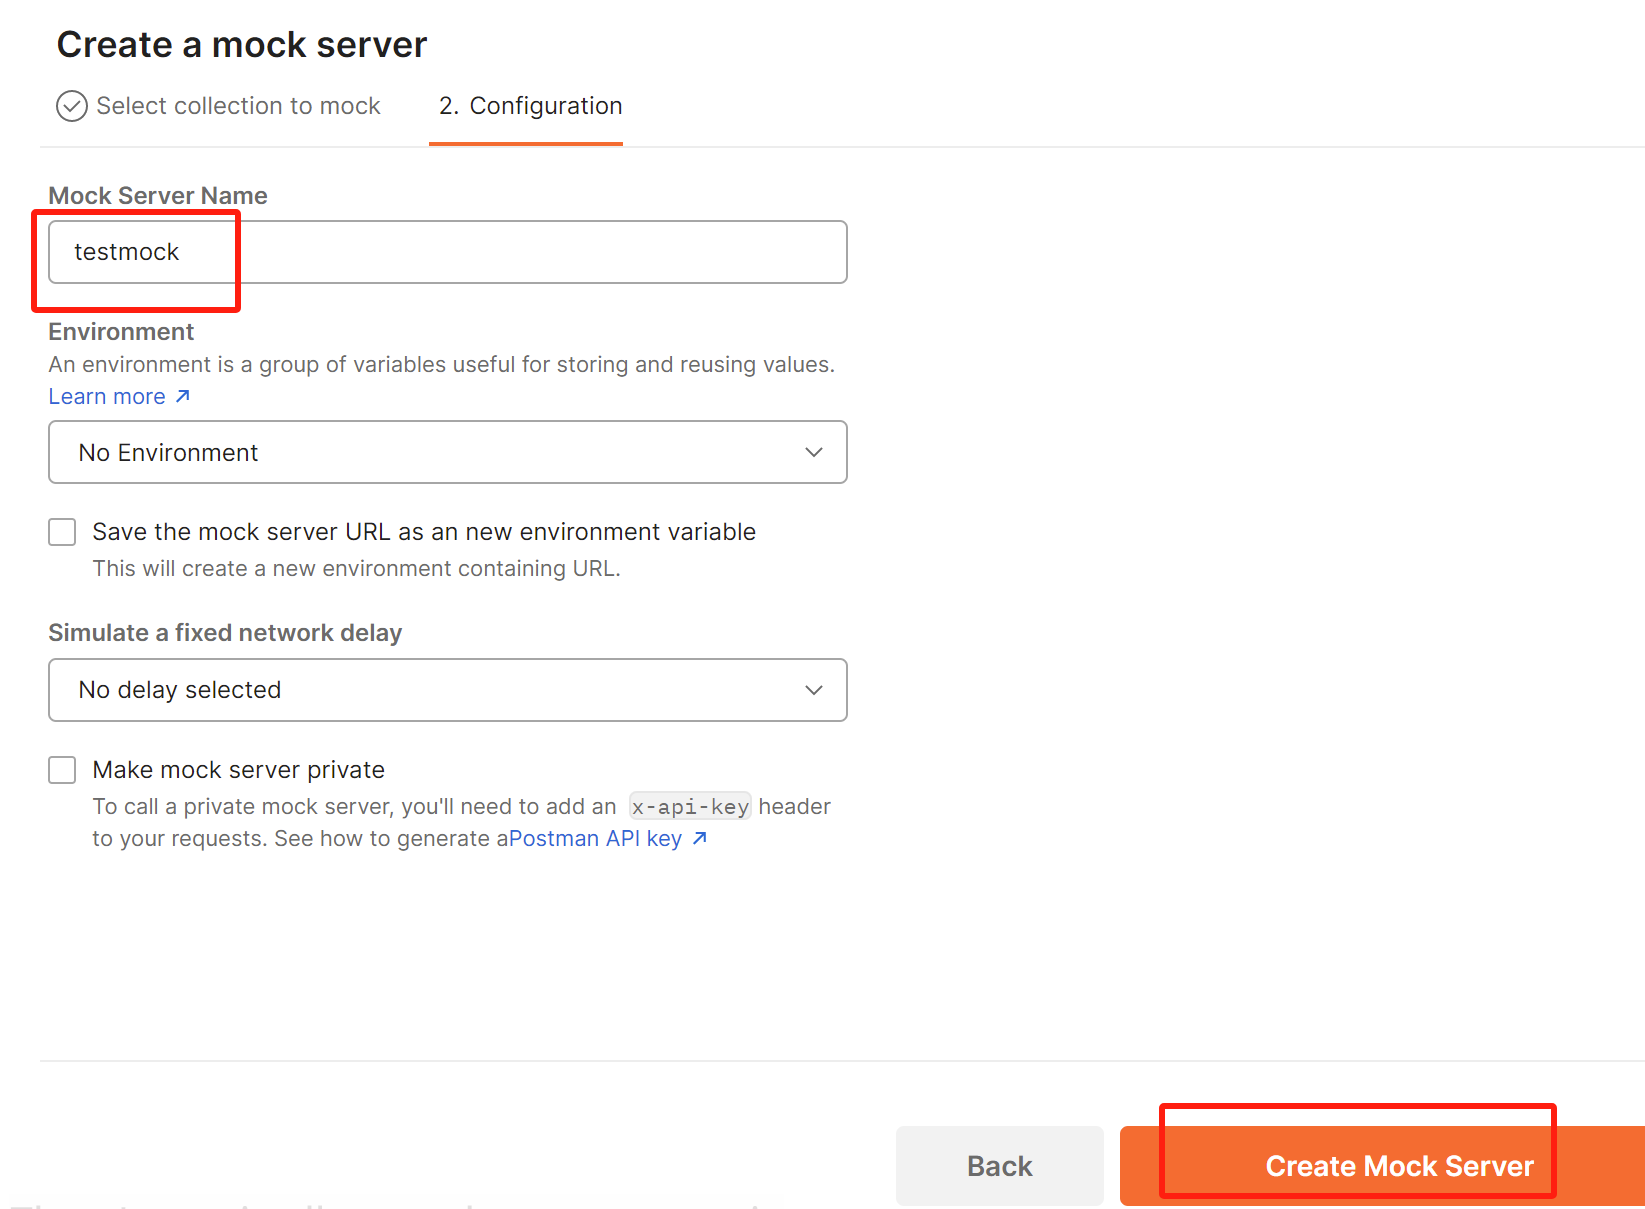 Create a mock server
Select collection to mock
2. Configuration
Mock Server Name
testmock
Environment
An environment is a group of variables useful for storing and reusing values.
Learn more ↗
No Environment
Save the mock server URL as an new environment variable
This will create a new environment containing URL.
Simulate a fixed network delay
No delay selected
Make mock server private
To call a private mock server, you'll need to add an x-api-key header
to your requests. See how to generate aPostman API key ↗
Back
Create Mock Server